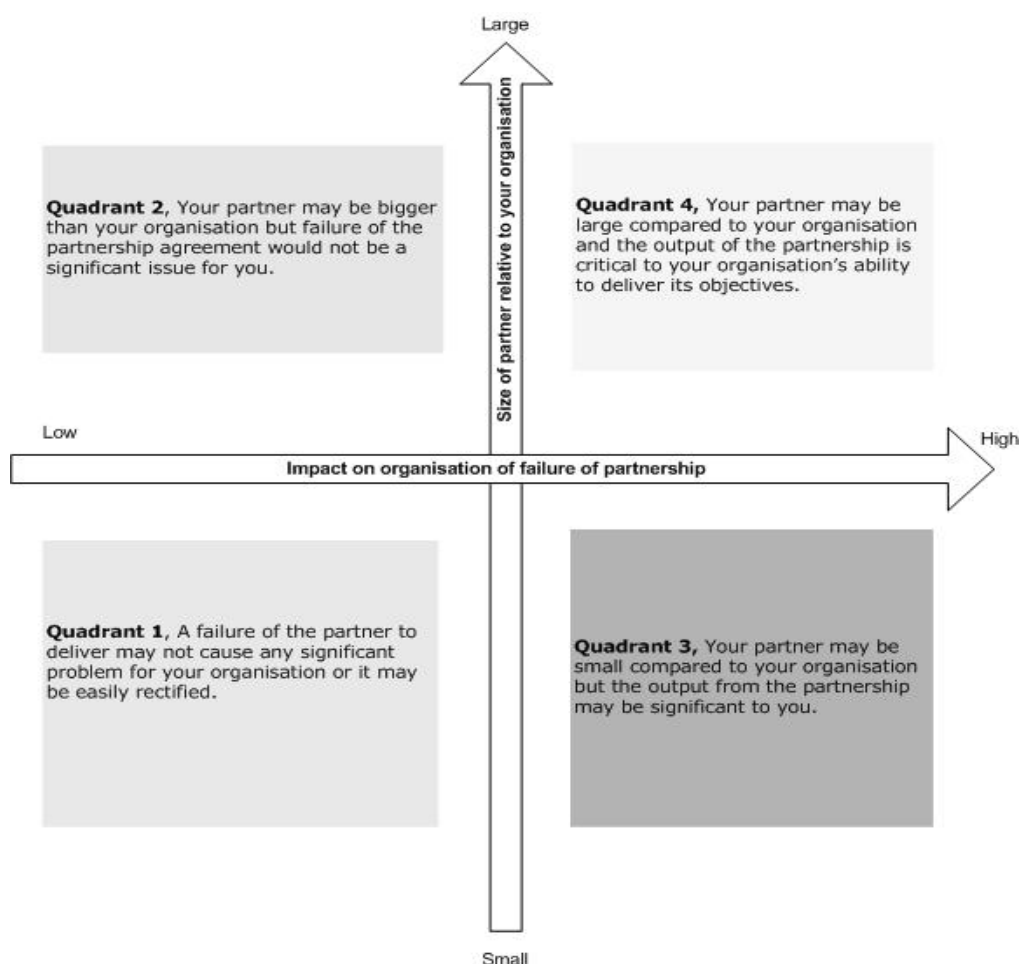 Large
Size of partner relative to your organisation
Quadrant 2, Your partner may be bigger
than your organisation but failure of the
partnership agreement would not be a
significant issue for you.
Quadrant 4, Your partner may be
large compared to your organisation
and the output of the partnership is
critical to your organisation's ability
to deliver its objectives.
Low
High
Impact on organisation of failure of partnership
Quadrant 1, A failure of the partner to
deliver may not cause any significant
problem for your organisation or it may
be easily rectified.
Quadrant 3, Your partner may be
small compared to your organisation
but the output from the partnership
may be significant to you.
Small